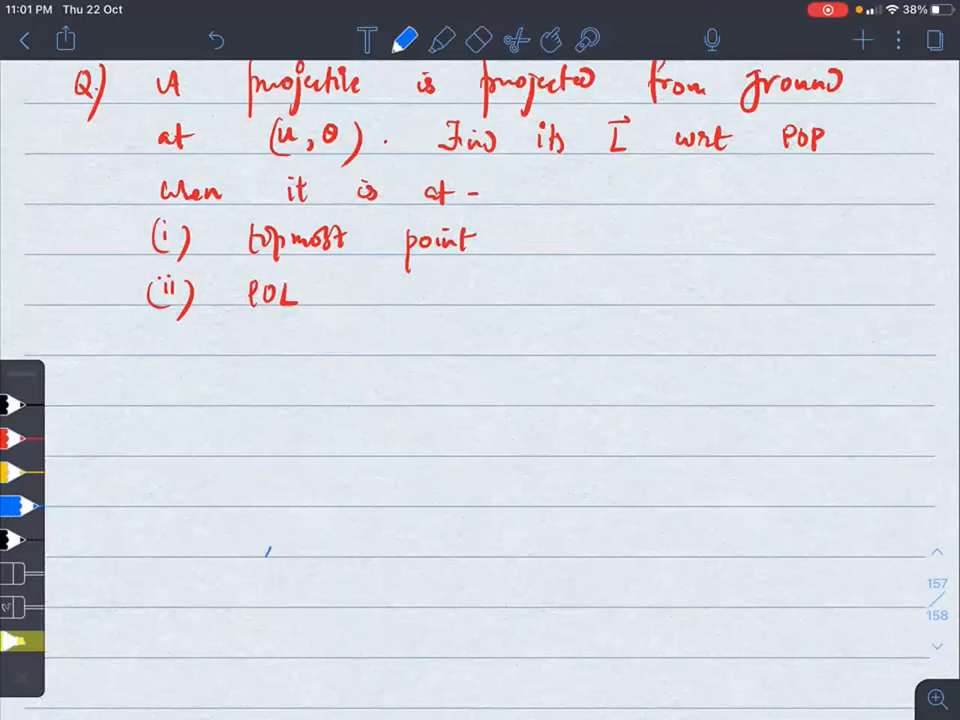 11:01 PM Thu 22 Oct 38%
T
Q.) A projectile is projected from ground
at (u, θ). Find its L⃗ wrt POP
when it is at -
(i) topmost point
(ii) POL
157
158